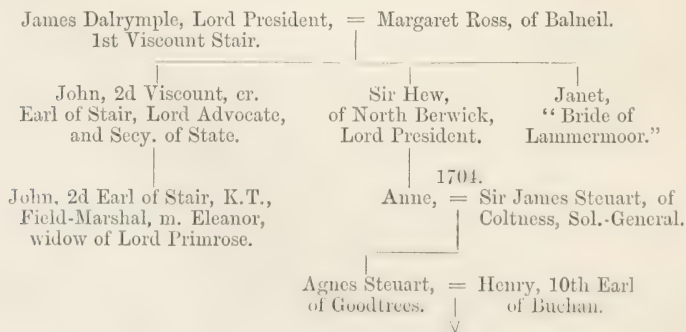 James Dalrymple, Lord President, = Margaret Ross, of Balneil.
1st Viscount Stair.
John, 2d Viscount, cr.
Earl of Stair, Lord Advocate,
and Secy. of State.
Sir Hew,
of North Berwick,
Lord President.
Janet,
“Bride of
Lammermoor.”
John, 2d Earl of Stair, K.T.,
Field-Marshal, m. Eleanor,
widow of Lord Primrose.
1704.
Anne, = Sir James Steuart, of
Coltness, Sol.-General.
Agnes Steuart, = Henry, 10th Earl
of Goodtrees. of Buchan.